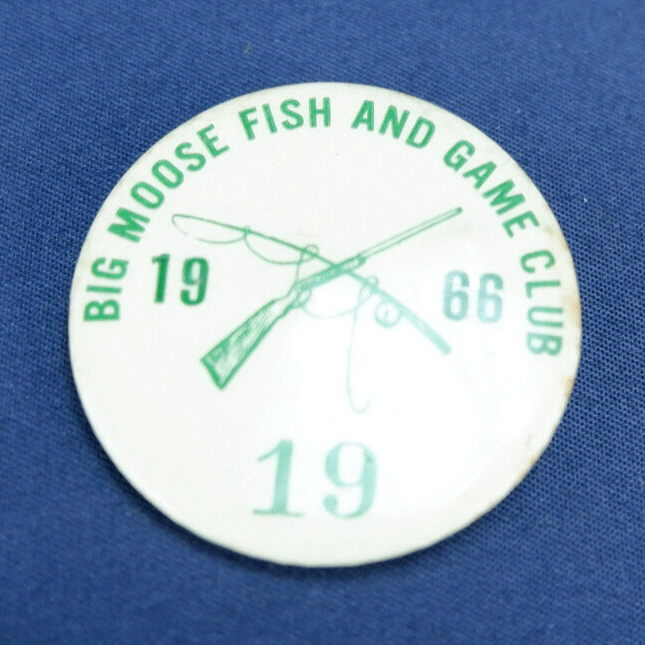 BIG MOOSE FISH AND GAME CLUB
19 66
19